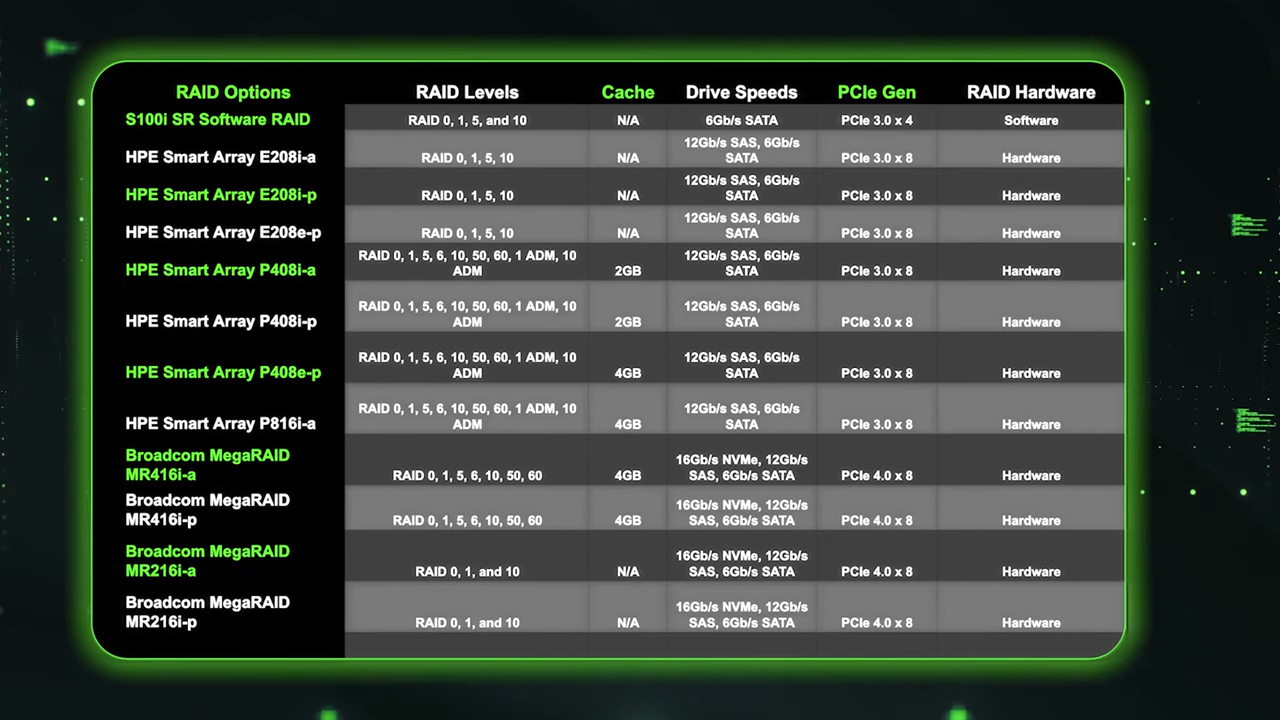 RAID Options RAID Levels Cache Drive Speeds PCIe Gen RAID Hardware
S100i SR Software RAID RAID 0, 1, 5, and 10 N/A 6Gb/s SATA PCIe 3.0 x 4 Software
HPE Smart Array E208i-a RAID 0, 1, 5, 10 N/A 12Gb/s SAS, 6Gb/s
SATA PCIe 3.0 x 8 Hardware
HPE Smart Array E208i-p RAID 0, 1, 5, 10 N/A 12Gb/s SAS, 6Gb/s
SATA PCIe 3.0 x 8 Hardware
HPE Smart Array E208e-p RAID 0, 1, 5, 10 N/A 12Gb/s SAS, 6Gb/s
SATA PCIe 3.0 x 8 Hardware
HPE Smart Array P408i-a RAID 0, 1, 5, 6, 10, 50, 60, 1 ADM, 10
ADM 2GB 12Gb/s SAS, 6Gb/s
SATA PCIe 3.0 x 8 Hardware
HPE Smart Array P408i-p RAID 0, 1, 5, 6, 10, 50, 60, 1 ADM, 10
ADM 2GB 12Gb/s SAS, 6Gb/s
SATA PCIe 3.0 x 8 Hardware
HPE Smart Array P408e-p RAID 0, 1, 5, 6, 10, 50, 60, 1 ADM, 10
ADM 4GB 12Gb/s SAS, 6Gb/s
SATA PCIe 3.0 x 8 Hardware
HPE Smart Array P816i-a RAID 0, 1, 5, 6, 10, 50, 60, 1 ADM, 10
ADM 4GB 12Gb/s SAS, 6Gb/s
SATA PCIe 3.0 x 8 Hardware
Broadcom MegaRAID
MR416i-a RAID 0, 1, 5, 6, 10, 50, 60 4GB 16Gb/s NVMe, 12Gb/s
SAS, 6Gb/s SATA PCIe 4.0 x 8 Hardware
Broadcom MegaRAID
MR416i-p RAID 0, 1, 5, 6, 10, 50, 60 4GB 16Gb/s NVMe, 12Gb/s
SAS, 6Gb/s SATA PCIe 4.0 x 8 Hardware
Broadcom MegaRAID
MR216i-a RAID 0, 1, and 10 N/A 16Gb/s NVMe, 12Gb/s
SAS, 6Gb/s SATA PCIe 4.0 x 8 Hardware
Broadcom MegaRAID
MR216i-p RAID 0, 1, and 10 N/A 16Gb/s NVMe, 12Gb/s
SAS, 6Gb/s SATA PCIe 4.0 x 8 Hardware